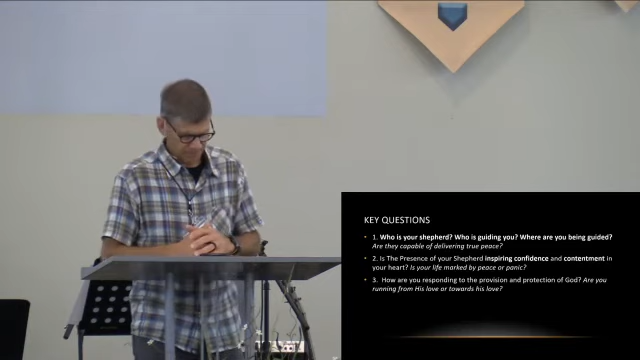 KEY QUESTIONS
• 1. Who is your shepherd? Who is guiding you? Where are you being guided?
Are they capable of delivering true peace?
• 2. Is The Presence of your Shepherd inspiring confidence and contentment in
your heart? Is your life marked by peace or panic?
• 3. How are you responding to the provision and protection of God? Are you
running from His love or towards his love?